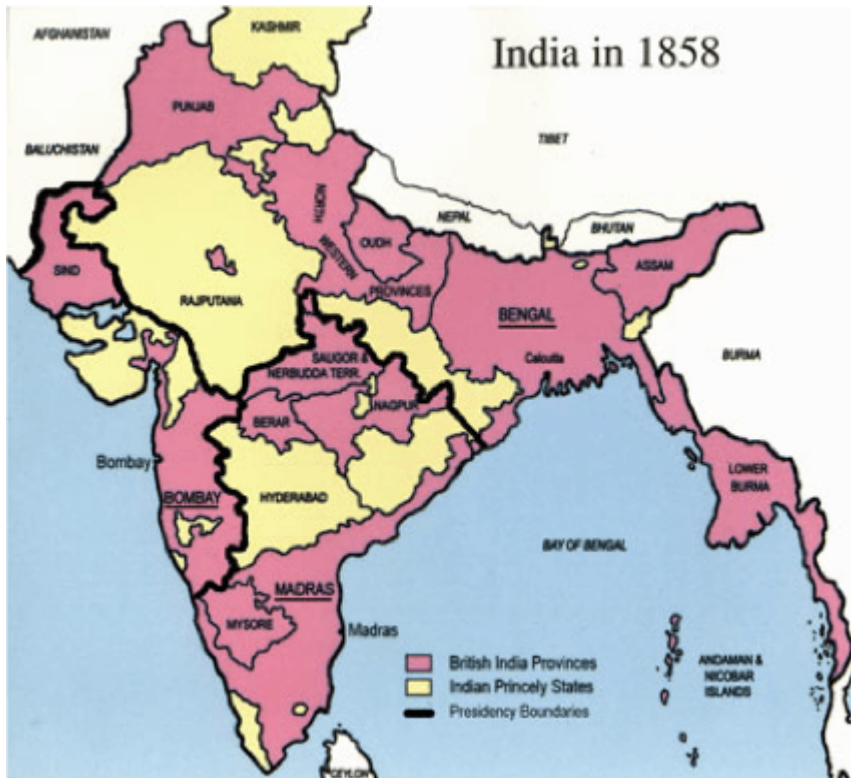 India in 1858
AFGHANISTAN
KASHMIR
PUNJAB
BALUCHISTAN
TIBET
NORTH
WESTERN
PROVINCES
NEPAL
BHUTAN
OUDH
SIND
ASSAM
RAJPUTANA
BENGAL
Calcutta
BURMA
SAUGOR &
NERBUDDA TERR.
BERAR
NAGPUR
Bombay
BOMBAY
HYDERABAD
LOWER
BURMA
BAY OF BENGAL
MADRAS
MYSORE
Madras
British India Provinces
Indian Princely States
Presidency Boundaries
ANDAMAN &
NICOBAR
ISLANDS
CEYLON